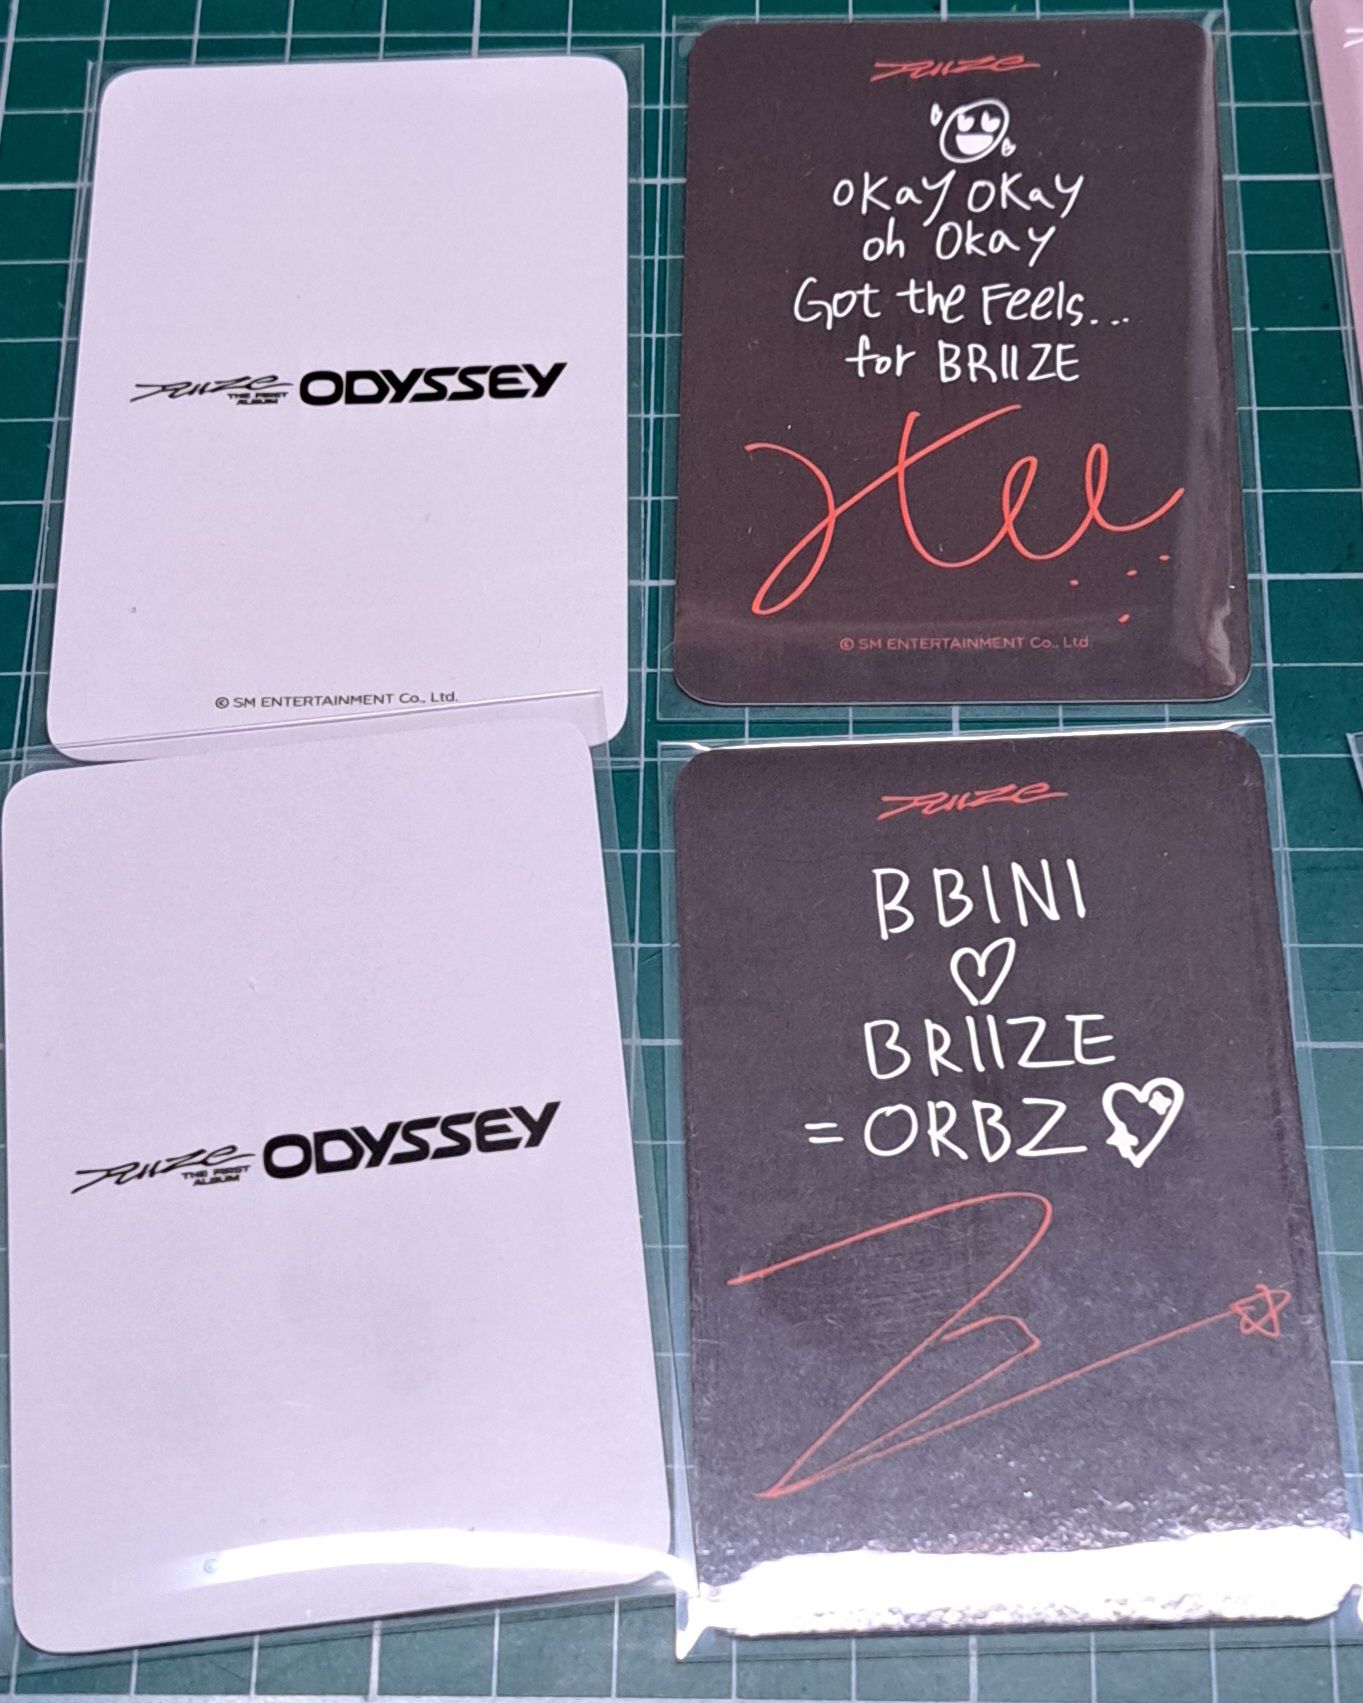 RIIZE THE FIRST ALBUM ODYSSEY
© SM ENTERTAINMENT Co., Ltd.
RIIZE
OKay OKay
oh Okay
Got the Feels...
for BRIIZE
© SM ENTERTAINMENT Co., Ltd.
RIIZE THE FIRST ALBUM ODYSSEY
©
RIIZE
BBINI
♡
BRIIZE
= ORBZ